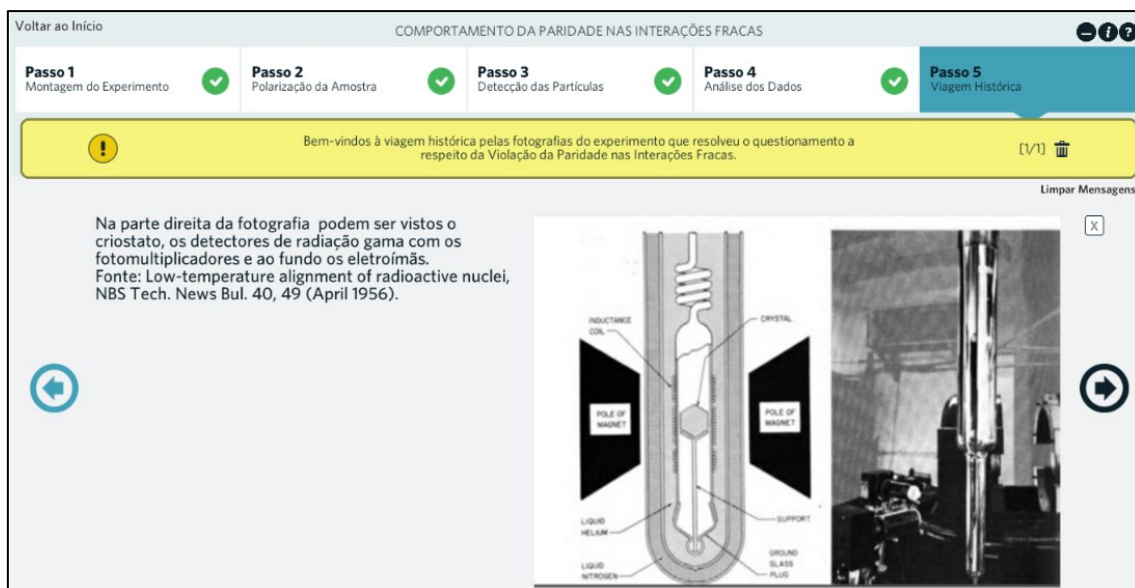 Voltar ao Início
COMPORTAMENTO DA PARIDADE NAS INTERAÇÕES FRACAS
Passo 1
Montagem do Experimento
Passo 2
Polarização da Amostra
Passo 3
Detecção das Partículas
Passo 4
Análise dos Dados
Passo 5
Viagem Histórica
Bem-vindos à viagem histórica pelas fotografias do experimento que resolveu o questionamento a
respeito da Violação da Paridade nas Interações Fracas.
[1/1]
Limpar Mensagens
Na parte direita da fotografia podem ser vistos o
criostato, os detectores de radiação gama com os
fotomultiplicadores e ao fundo os eletroímãs.
Fonte: Low-temperature alignment of radioactive nuclei,
NBS Tech. News Bul. 40, 49 (April 1956).
X
INDUCTANCE
COIL
CRYSTAL
POLE OF
MAGNET
POLE OF
MAGNET
LIQUID
HELIUM
SUPPORT
LIQUID
NITROGEN
GROUND
GLASS
PLUG